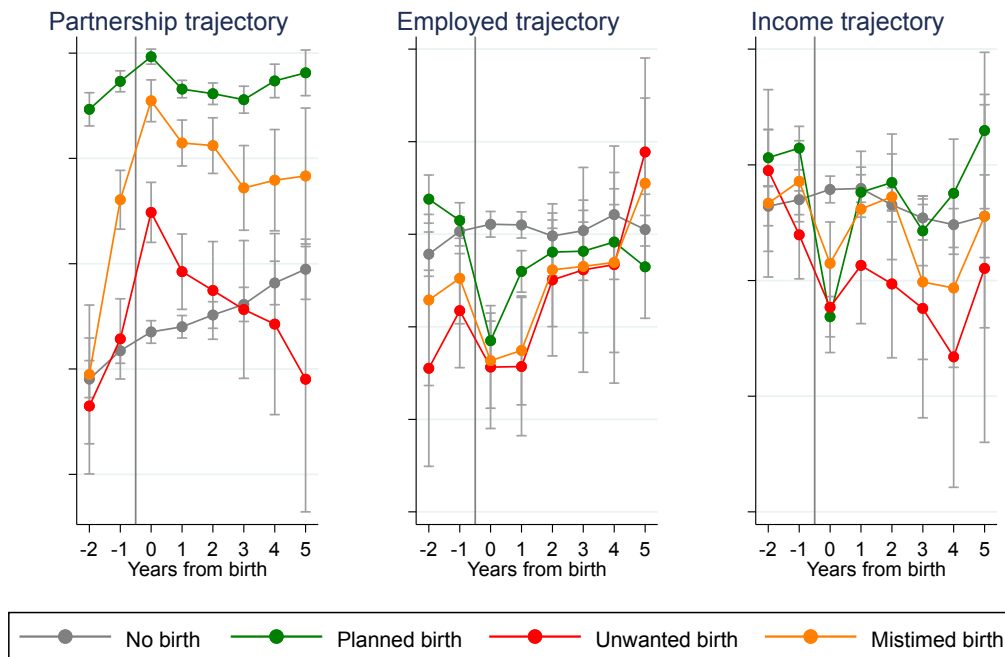 Partnership trajectory
Employed trajectory
Income trajectory
-2 -1 0 1 2 3 4 5
Years from birth
-2 -1 0 1 2 3 4 5
Years from birth
-2 -1 0 1 2 3 4 5
Years from birth
No birth Planned birth Unwanted birth Mistimed birth